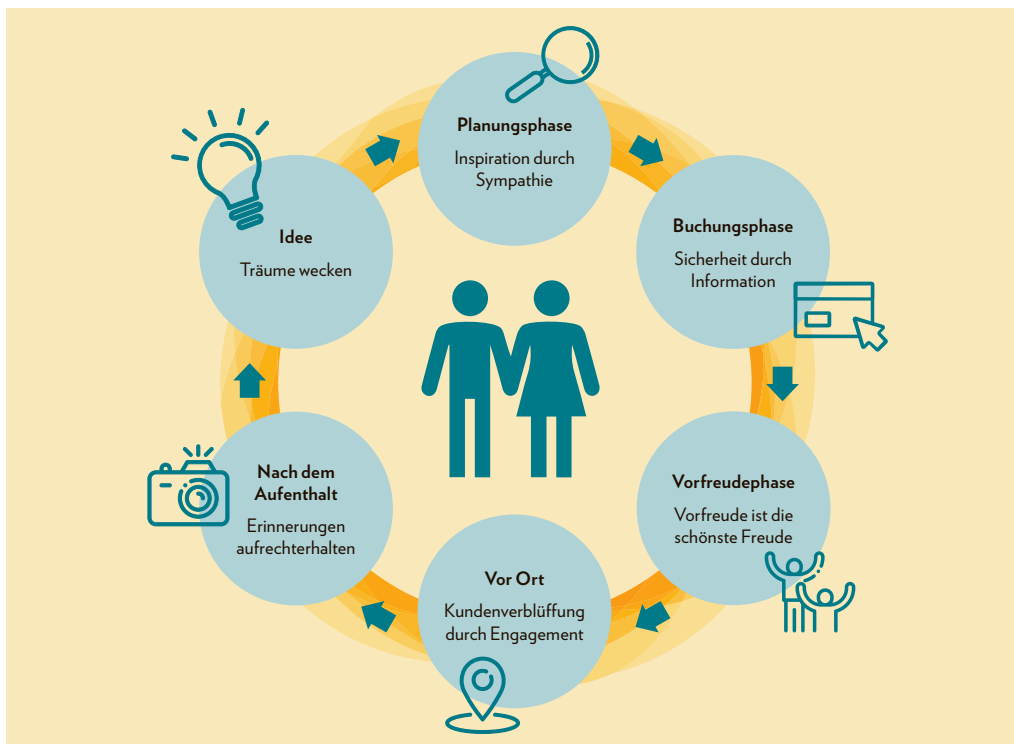 Planungsphase
Inspiration durch
Sympathie
Buchungsphase
Sicherheit durch
Information
Vorfreudephase
Vorfreude ist die
schönste Freude
Vor Ort
Kundenverblüffung
durch Engagement
Nach dem
Aufenthalt
Erinnerungen
aufrechterhalten
Idee
Träume wecken